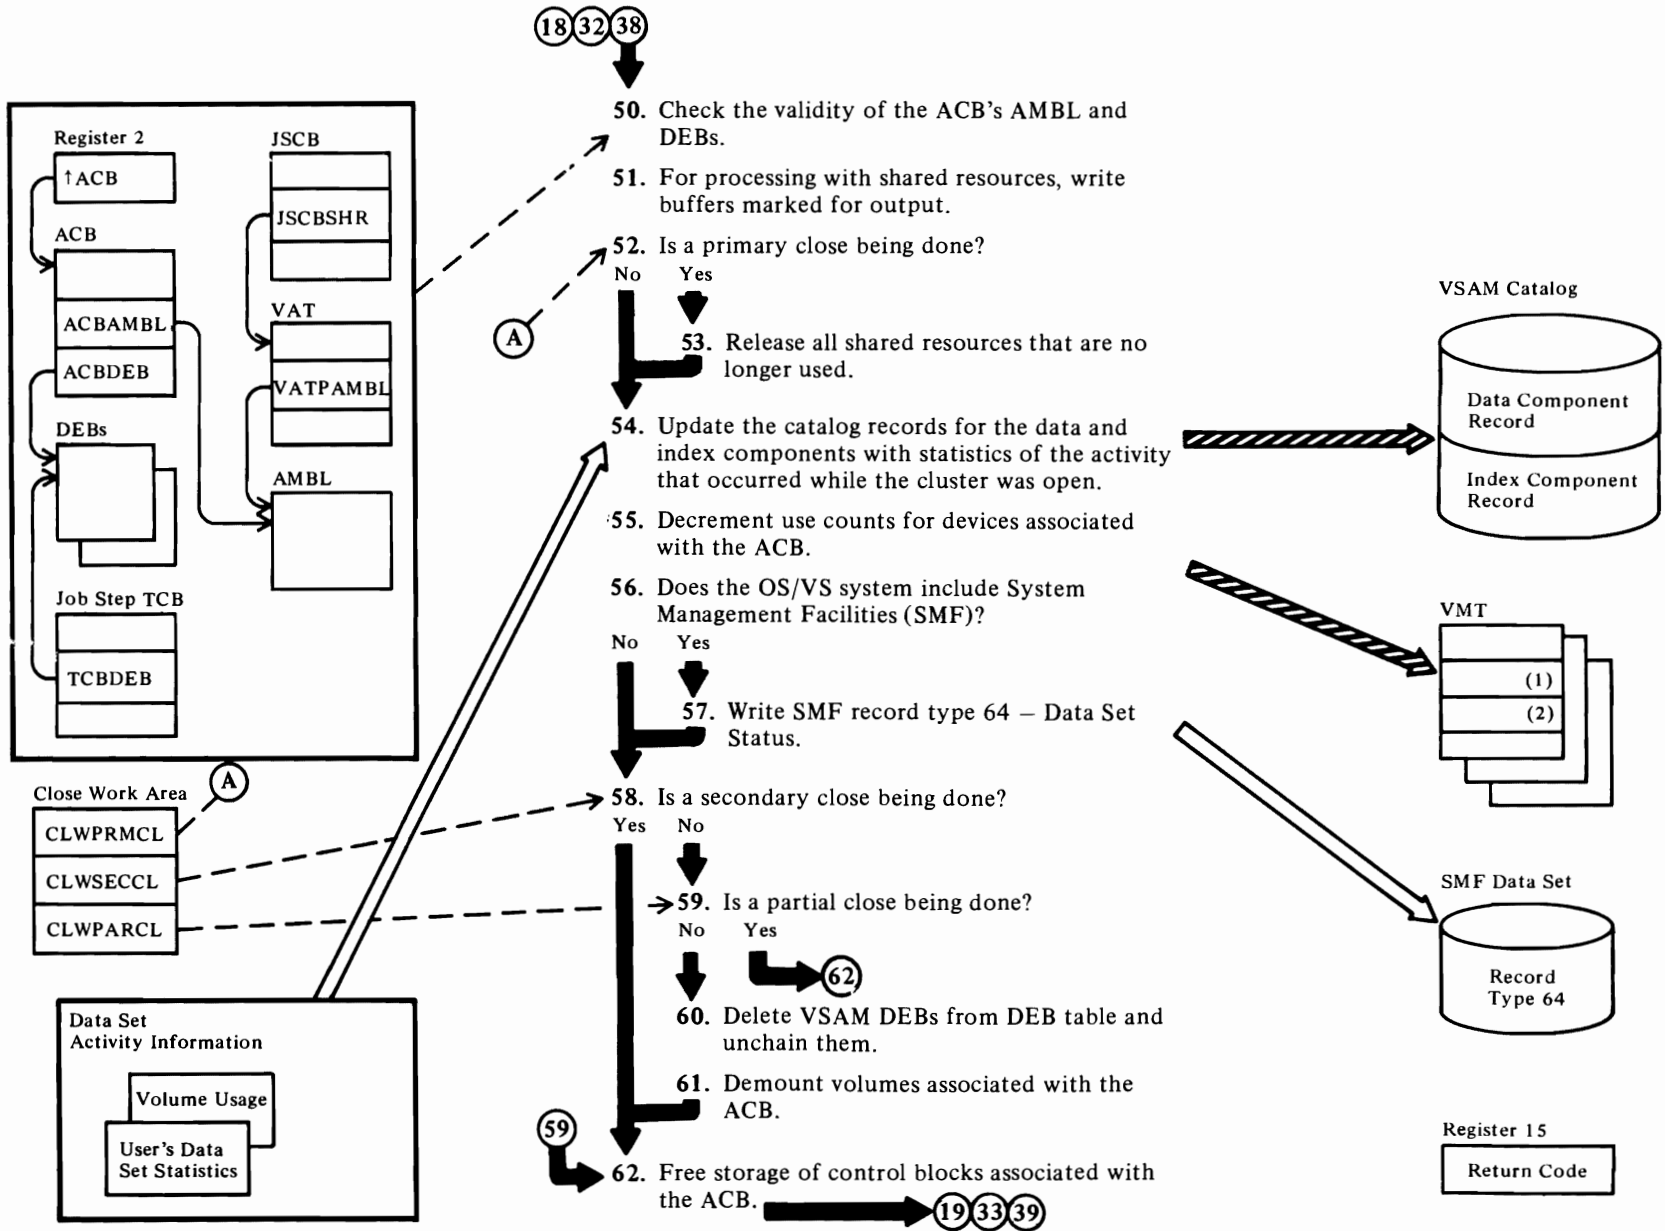 18 32 38
50. Check the validity of the ACB's AMBL and
DEBs.
51. For processing with shared resources, write
buffers marked for output.
52. Is a primary close being done?
No Yes
53. Release all shared resources that are no
longer used.
54. Update the catalog records for the data and
index components with statistics of the activity
that occurred while the cluster was open.
55. Decrement use counts for devices associated
with the ACB.
56. Does the OS/VS system include System
Management Facilities (SMF)?
No Yes
57. Write SMF record type 64 – Data Set
Status.
58. Is a secondary close being done?
Yes No
59. Is a partial close being done?
No Yes
62
60. Delete VSAM DEBs from DEB table and
unchain them.
61. Demount volumes associated with the
ACB.
59
62. Free storage of control blocks associated with
the ACB.
19 33 39
Register 2
↑ACB
ACB
ACBAMBL
ACBDEB
DEBs
Job Step TCB
TCBDEB
JSCB
JSCBSHR
VAT
VATPAMBL
AMBL
A
A
Close Work Area
CLWPRMCL
CLWSECCL
CLWPARCL
Data Set
Activity Information
Volume Usage
User's Data
Set Statistics
VSAM Catalog
Data Component
Record
Index Component
Record
VMT
(1)
(2)
SMF Data Set
Record
Type 64
Register 15
Return Code